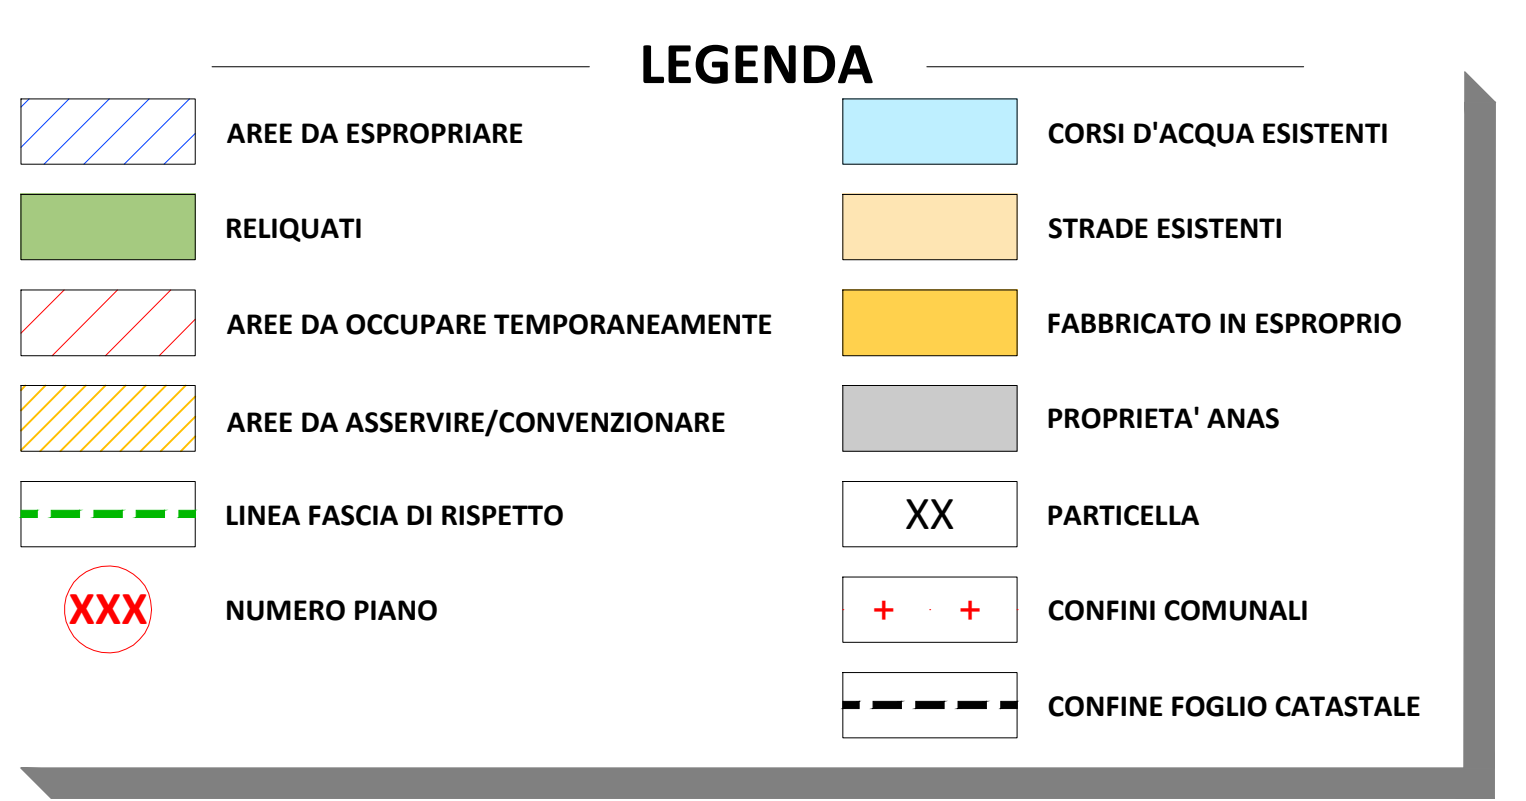 LEGENDA
AREE DA ESPROPRIARE
RELIQUATI
AREE DA OCCUPARE TEMPORANEAMENTE
AREE DA ASSERVIRE/CONVENZIONARE
LINEA FASCIA DI RISPETTO
XXX NUMERO PIANO
CORSI D'ACQUA ESISTENTI
STRADE ESISTENTI
FABBRICATO IN ESPROPRIO
PROPRIETA' ANAS
XX PARTICELLA
CONFINI COMUNALI
CONFINE FOGLIO CATASTALE